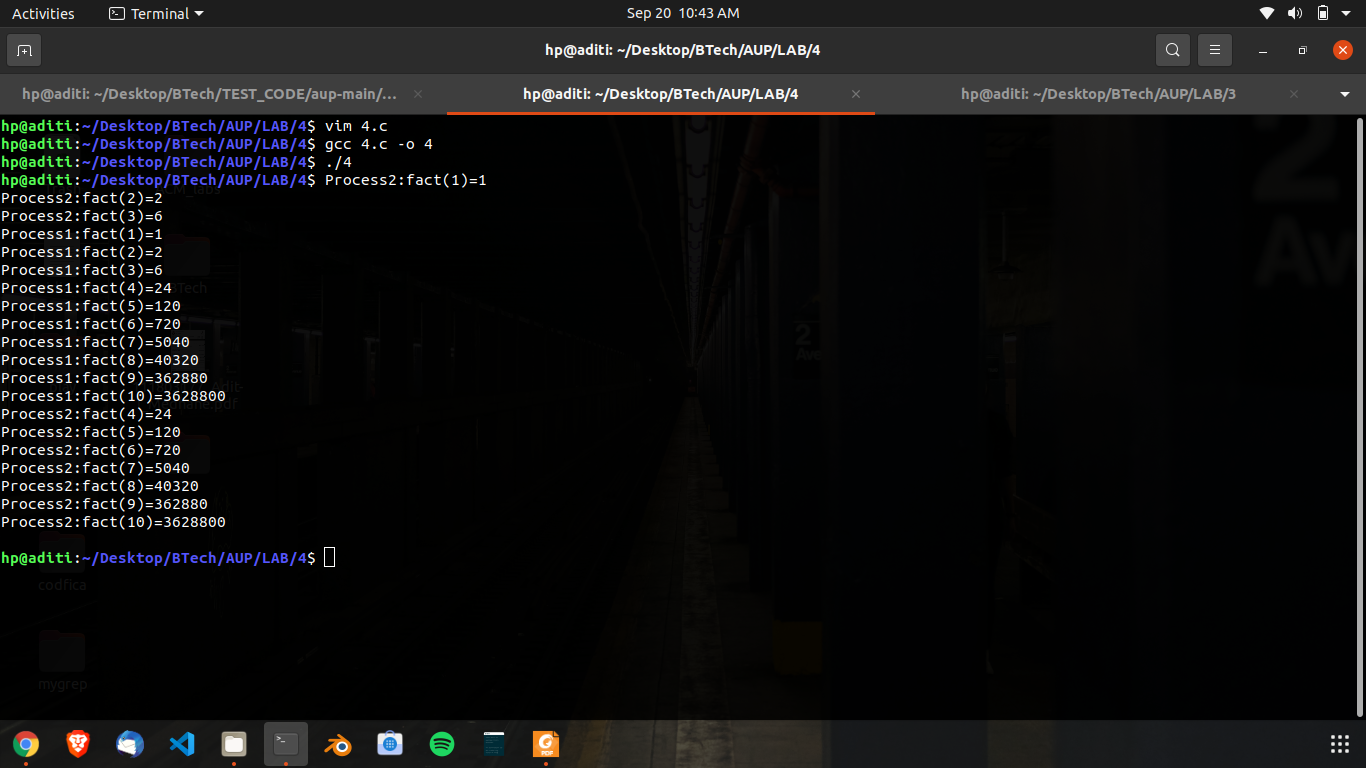 Activities Terminal Sep 20 10:43 AM
hp@aditi: ~/Desktop/BTech/AUP/LAB/4
hp@aditi: ~/Desktop/BTech/TEST_CODE/aup-main/... hp@aditi: ~/Desktop/BTech/AUP/LAB/4 hp@aditi: ~/Desktop/BTech/AUP/LAB/3
hp@aditi:~/Desktop/BTech/AUP/LAB/4$ vim 4.c
hp@aditi:~/Desktop/BTech/AUP/LAB/4$ gcc 4.c -o 4
hp@aditi:~/Desktop/BTech/AUP/LAB/4$ ./4
hp@aditi:~/Desktop/BTech/AUP/LAB/4$ Process2:fact(1)=1
Process2:fact(2)=2
Process2:fact(3)=6
Process1:fact(1)=1
Process1:fact(2)=2
Process1:fact(3)=6
Process1:fact(4)=24
Process1:fact(5)=120
Process1:fact(6)=720
Process1:fact(7)=5040
Process1:fact(8)=40320
Process1:fact(9)=362880
Process1:fact(10)=3628800
Process2:fact(4)=24
Process2:fact(5)=120
Process2:fact(6)=720
Process2:fact(7)=5040
Process2:fact(8)=40320
Process2:fact(9)=362880
Process2:fact(10)=3628800
hp@aditi:~/Desktop/BTech/AUP/LAB/4$
codfica
mygrep
2
Ave
2
Ave